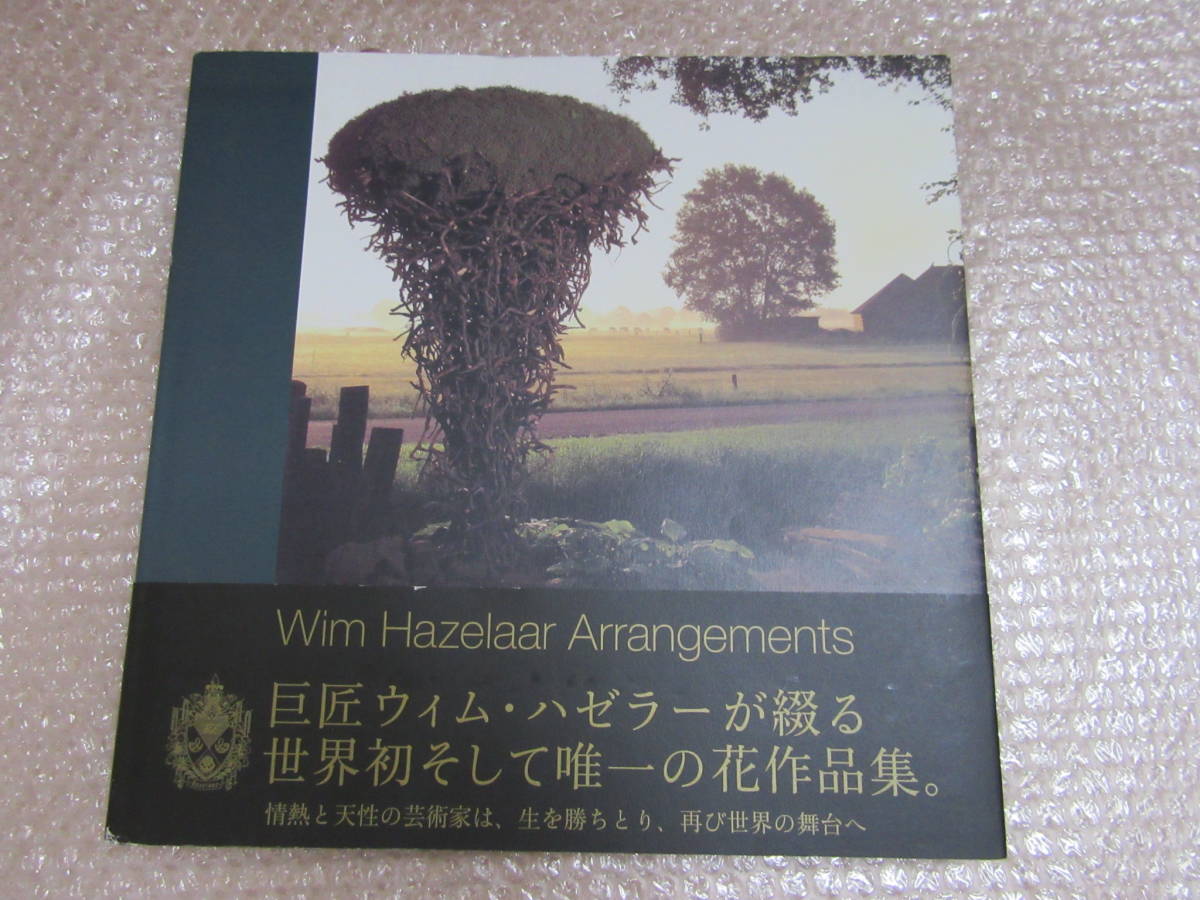 Wim Hazelaar Arrangements
巨匠ウィム・ハゼラーが綴る
世界初そして唯一の花作品集。
情熱と天性の芸術家は、生を勝ちとり、再び世界の舞台へ